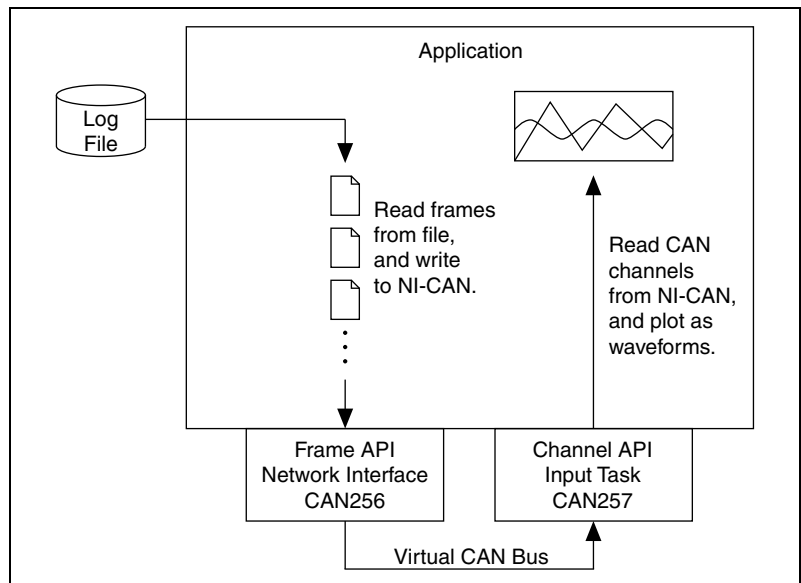 Application
Log
File
Read frames
from file,
and write
to NI-CAN.
Read CAN
channels
from NI-CAN,
and plot as
waveforms.
Frame API
Network Interface
CAN256
Channel API
Input Task
CAN257
Virtual CAN Bus